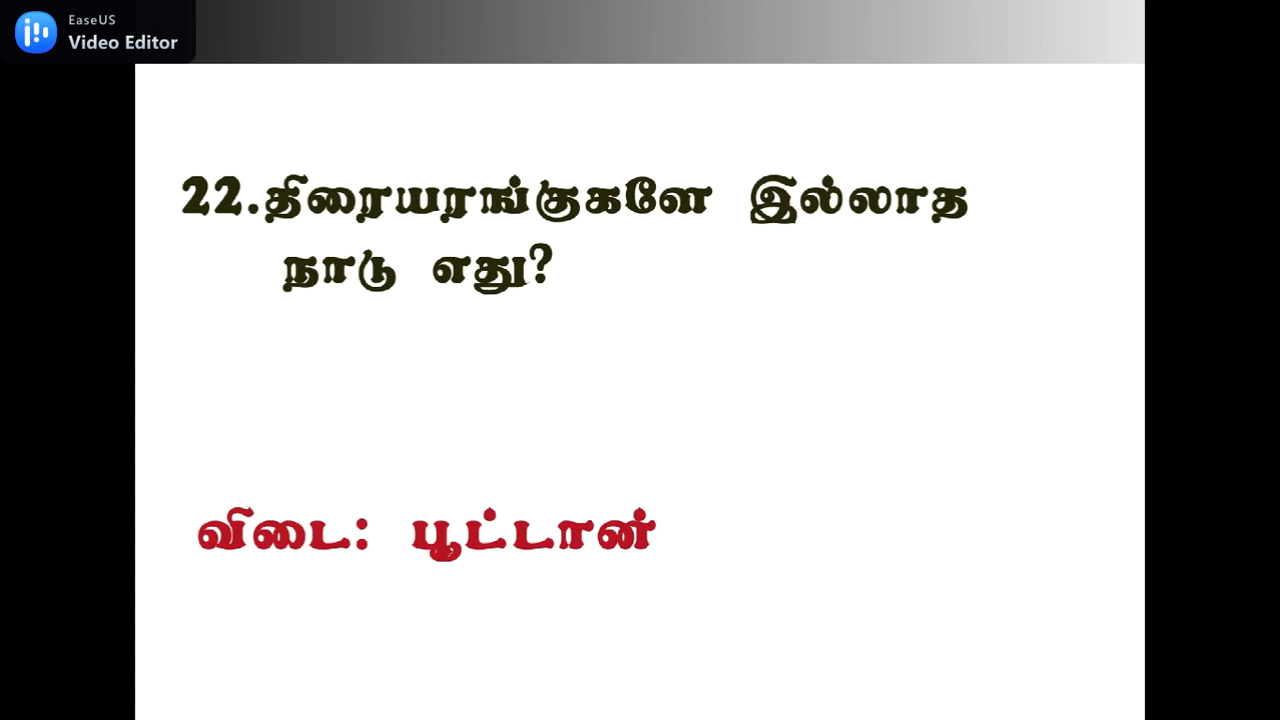 EaseUS
Video Editor
22.திரையரங்குகளே இல்லாத
நாடு எது?
விடை: பூட்டான்